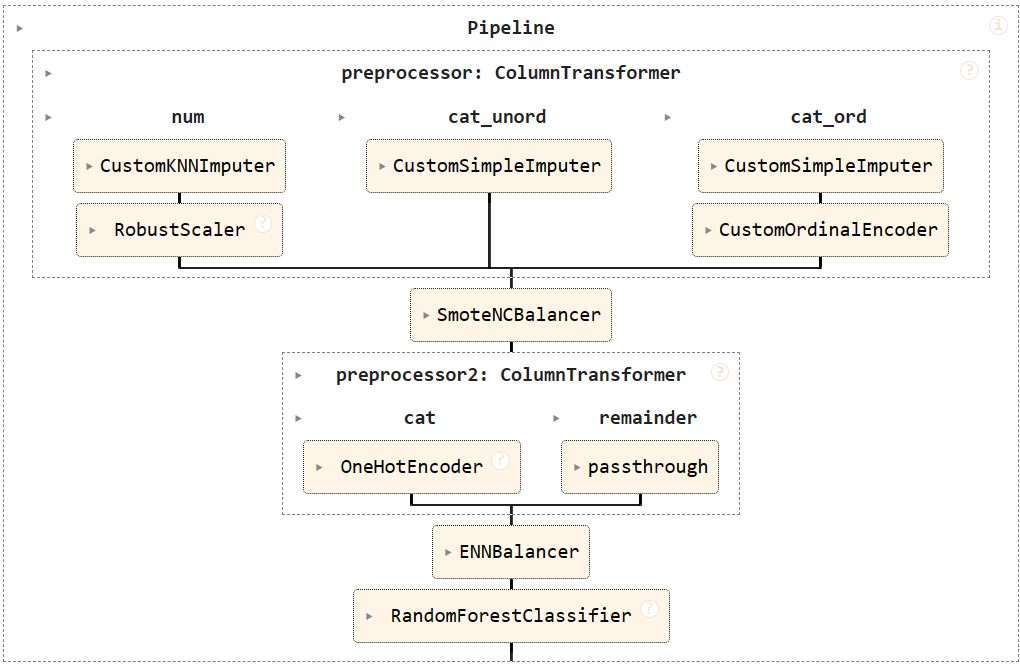 Pipeline
i
preprocessor: ColumnTransformer
?
num
cat_unord
cat_ord
CustomKNNImputer
CustomSimpleImputer
CustomSimpleImputer
RobustScaler
?
CustomOrdinalEncoder
SmoteNCBalancer
preprocessor2: ColumnTransformer
?
cat
remainder
OneHotEncoder
?
passthrough
ENNBalancer
RandomForestClassifier
?